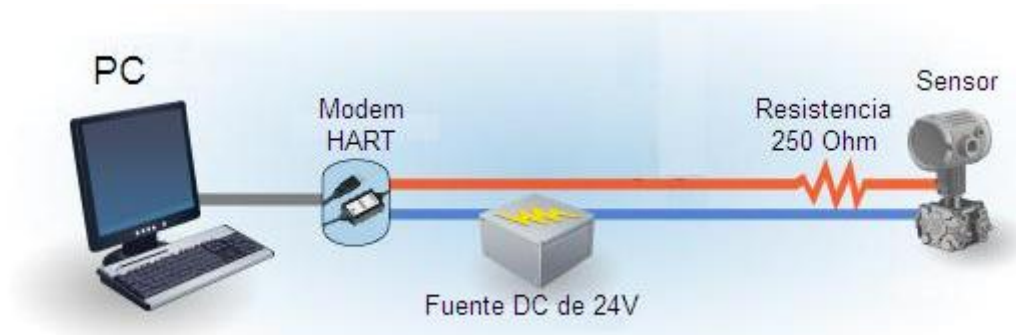 PC
Modem
HART
Fuente DC de 24V
Resistencia
250 Ohm
Sensor